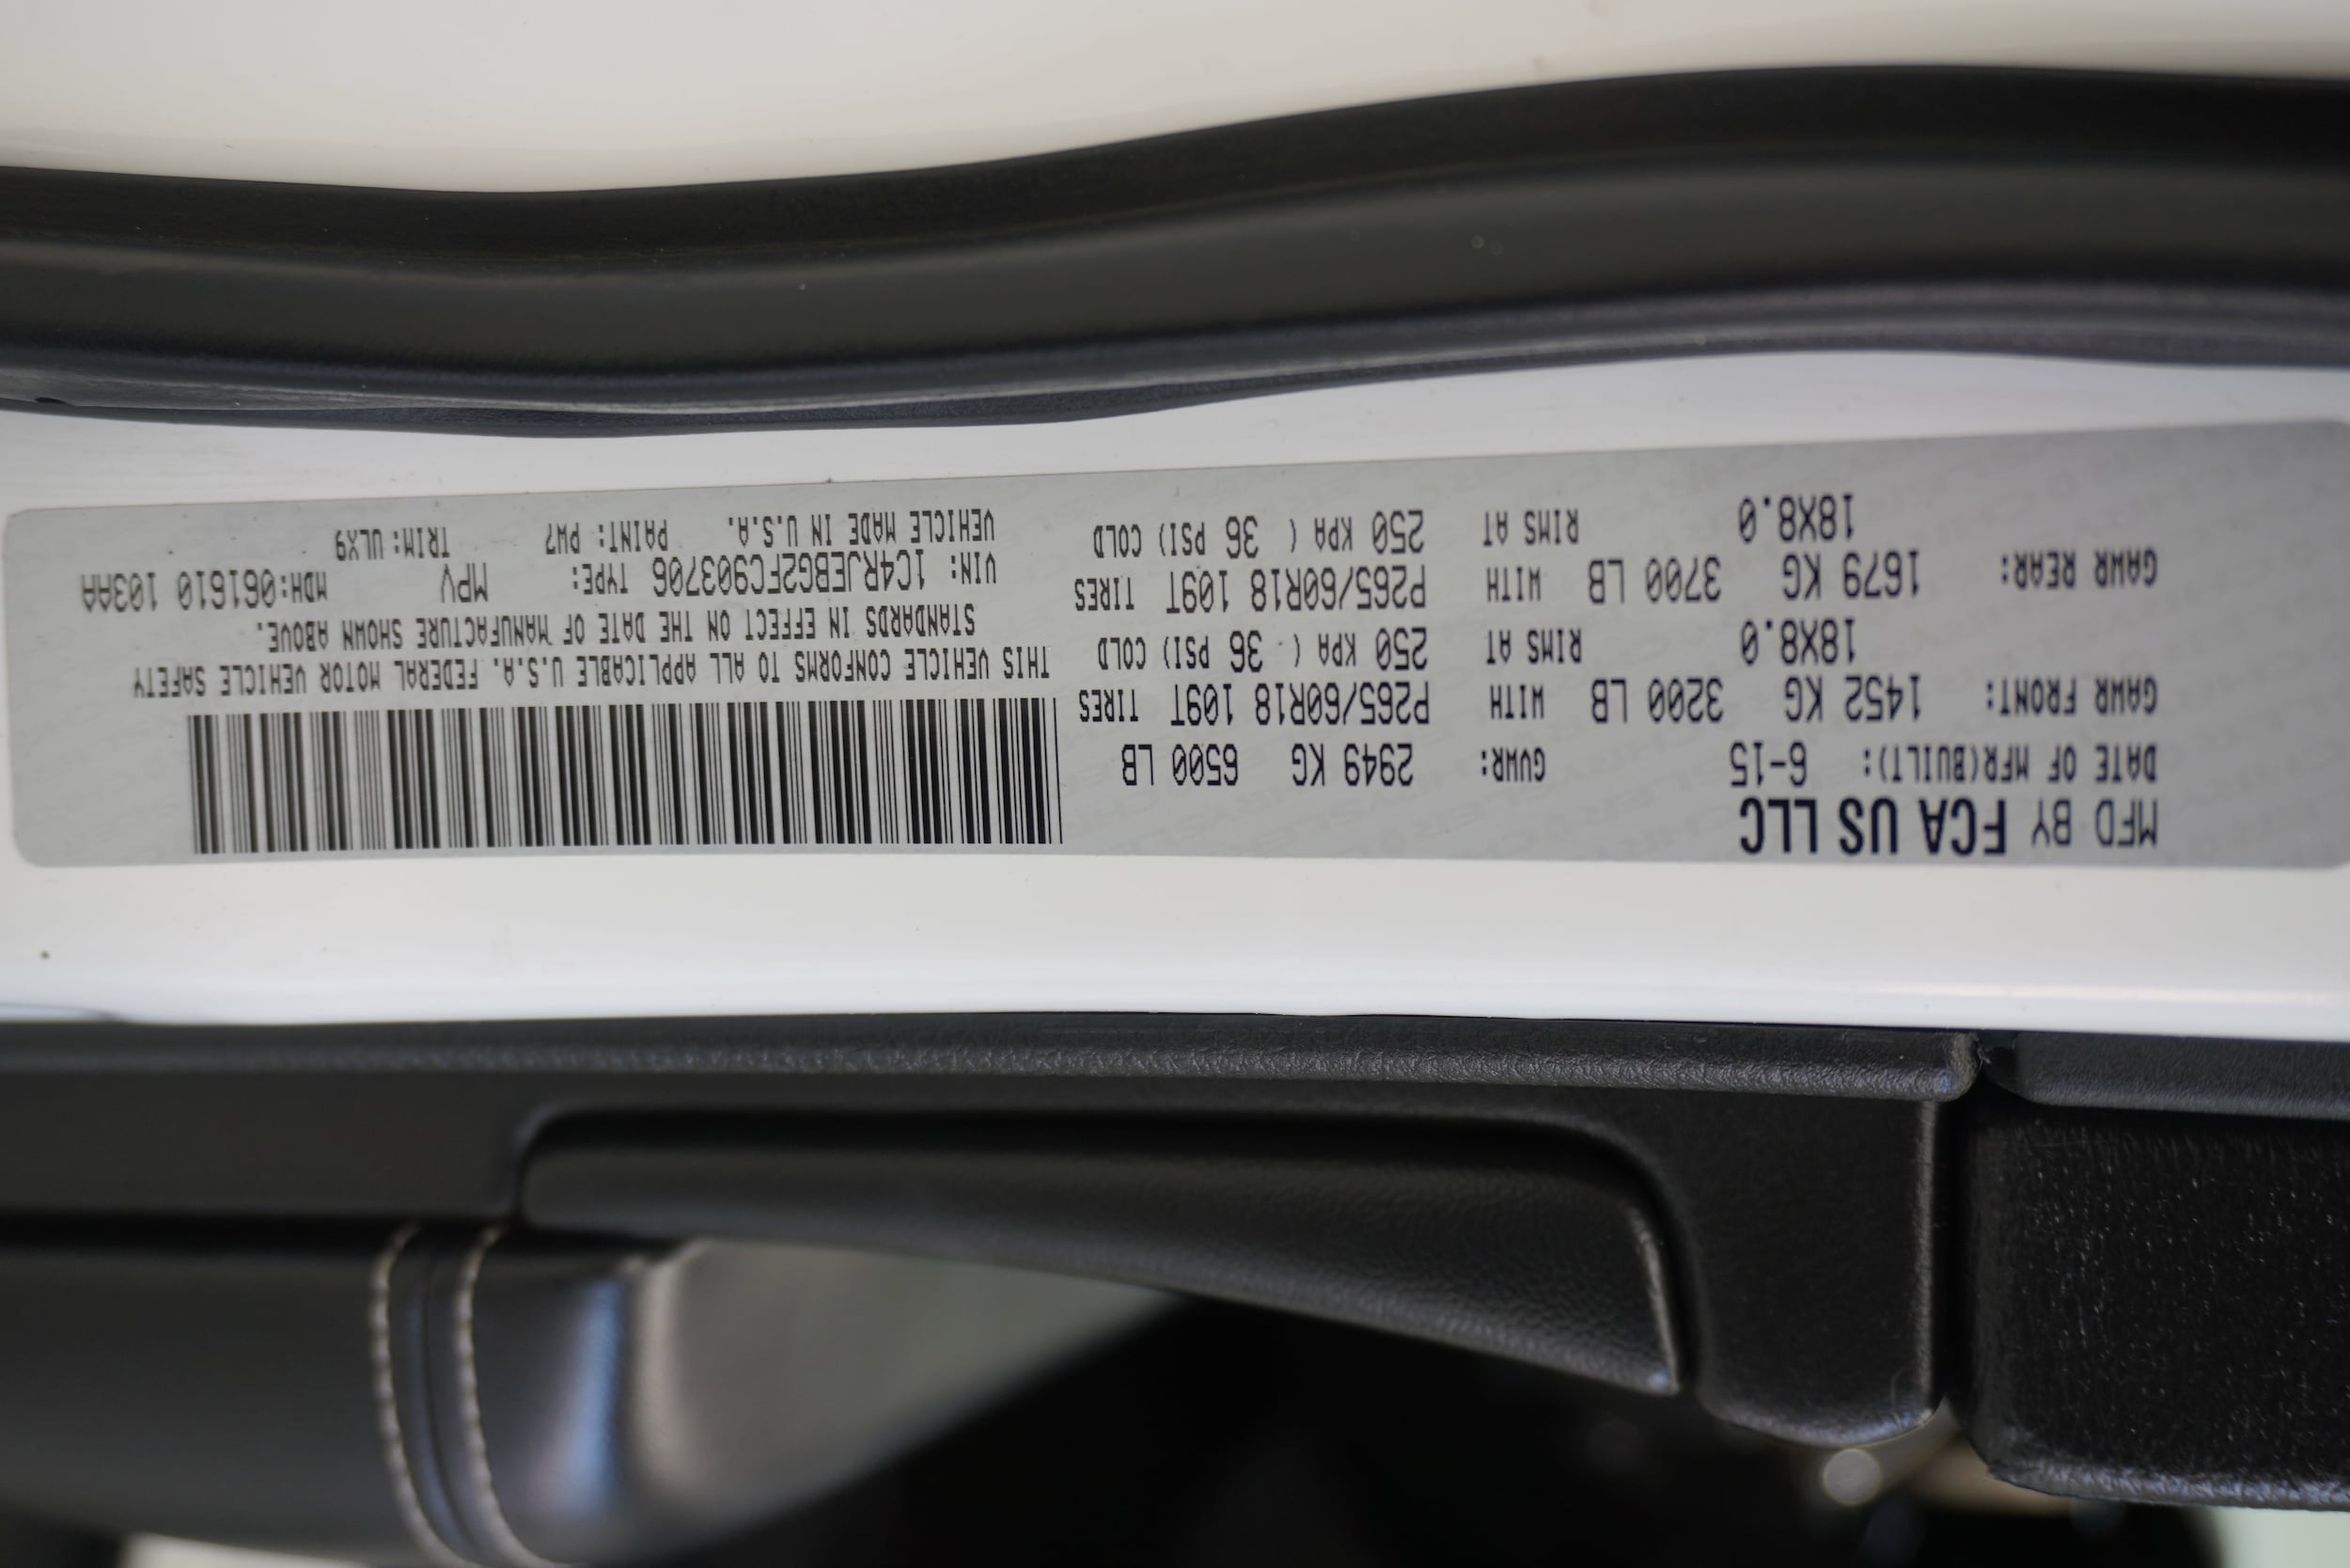 MFD BY FCA US LLC
DATE OF MFR(BUILT): 6-15 GVWR: 2949 KG 6500 LB
GAWR FRONT: 1452 KG 3200 LB WITH P265/60R18 109T TIRES
18X8.0 RIMS AT 250 KPA ( 36 PSI) COLD
GAWR REAR: 1679 KG 3700 LB WITH P265/60R18 109T TIRES
18X8.0 RIMS AT 250 KPA ( 36 PSI) COLD
THIS VEHICLE CONFORMS TO ALL APPLICABLE U.S.A. FEDERAL MOTOR VEHICLE SAFETY
STANDARDS IN EFFECT ON THE DATE OF MANUFACTURE SHOWN ABOVE.
VIN: 1C4RJEBG2FC903706 TYPE: MPV MDH:061610 103AA
VEHICLE MADE IN U.S.A. PAINT: PW7 TRIM:ULX9